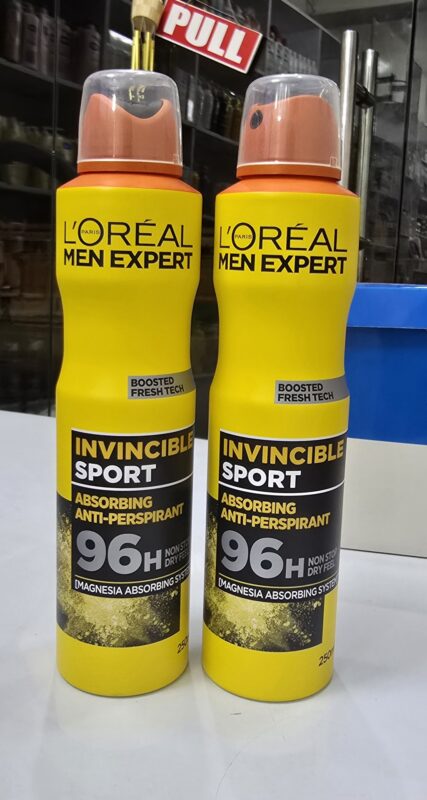 PULL
L'ORÉAL
PARIS
MEN EXPERT
BOOSTED
FRESH TECH
INVINCIBLE
SPORT
ABSORBING
ANTI-PERSPIRANT
96H NON STOP
DRY FEEL
[MAGNESIA ABSORBING SYSTEM
250
L'ORÉAL
PARIS
MEN EXPERT
BOOSTED
FRESH TECH
INVINCIBLE
SPORT
ABSORBING
ANTI-PERSPIRANT
96H NON STOP
DRY FEEL
[MAGNESIA ABSORBING SYSTEM
250m